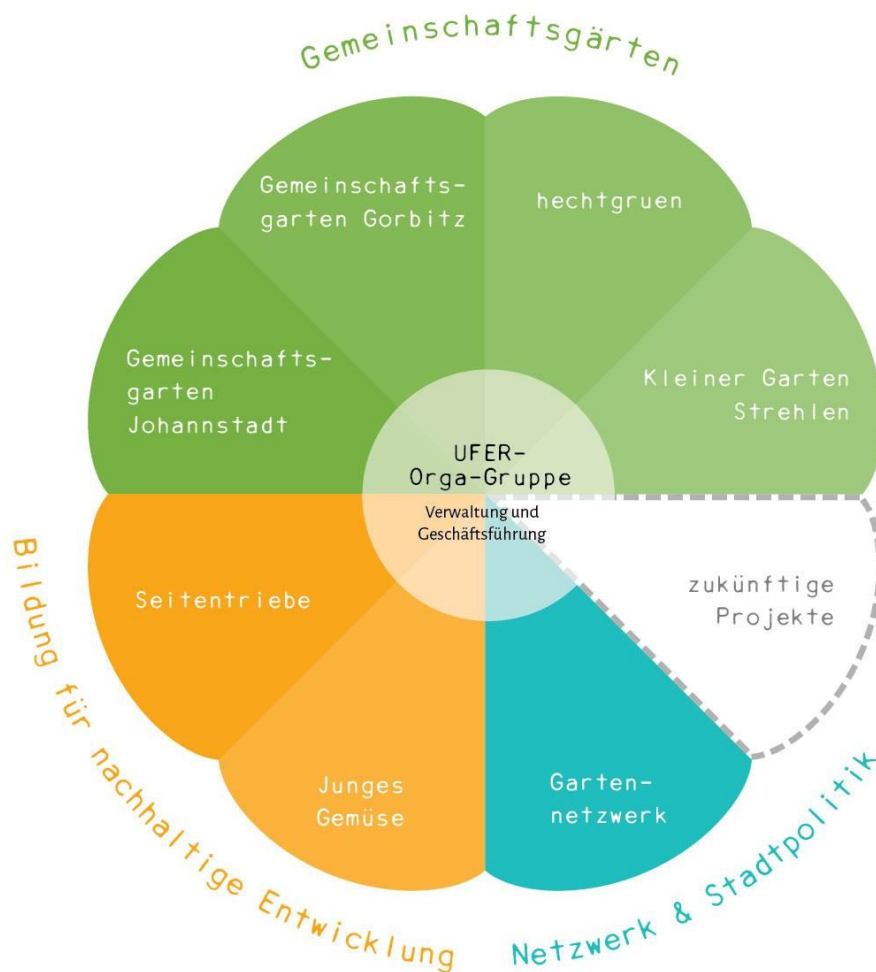 Gemeinschaftsgärten
Gemeinschafts-
garten Gorbitz
hechtgruen
Gemeinschafts-
garten
Johannstadt
Kleiner Garten
Strehlen
UFER-
Orga-Gruppe
Verwaltung und
Geschäftsführung
Seitentriebe
zukünftige
Projekte
Junges
Gemüse
Garten-
netzwerk
Bildung für nachhaltige Entwicklung
Netzwerk & Stadtpolitik